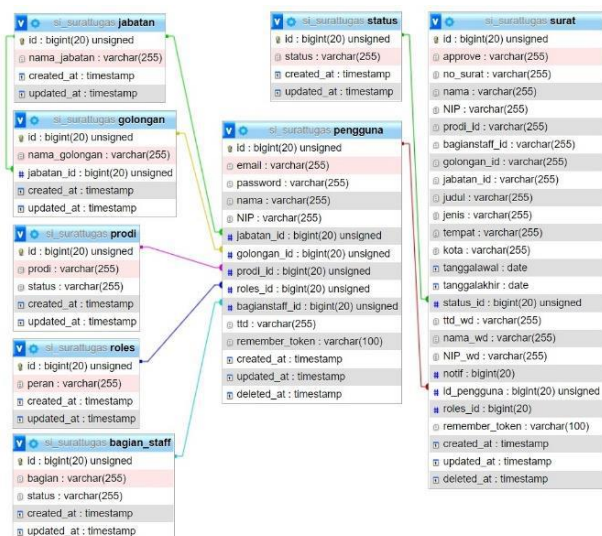 si_surattugas jabatan
id : bigint(20) unsigned
nama_jabatan : varchar(255)
created_at : timestamp
updated_at : timestamp
si_surattugas golongan
id : bigint(20) unsigned
nama_golongan : varchar(255)
jabatan_id : bigint(20) unsigned
created_at : timestamp
updated_at : timestamp
si_surattugas prodi
id : bigint(20) unsigned
prodi : varchar(255)
status : varchar(255)
created_at : timestamp
updated_at : timestamp
si_surattugas roles
id : bigint(20) unsigned
peran : varchar(255)
created_at : timestamp
updated_at : timestamp
si_surattugas bagian_staff
id : bigint(20) unsigned
bagian : varchar(255)
status : varchar(255)
created_at : timestamp
updated_at : timestamp
si_surattugas status
id : bigint(20) unsigned
status : varchar(255)
created_at : timestamp
updated_at : timestamp
si_surattugas pengguna
id : bigint(20) unsigned
email : varchar(255)
password : varchar(255)
nama : varchar(255)
NIP : varchar(255)
jabatan_id : bigint(20) unsigned
golongan_id : bigint(20) unsigned
prodi_id : bigint(20) unsigned
roles_id : bigint(20) unsigned
bagianstaff_id : bigint(20) unsigned
ttd : varchar(255)
remember_token : varchar(100)
created_at : timestamp
updated_at : timestamp
deleted_at : timestamp
si_surattugas surat
id : bigint(20) unsigned
approve : varchar(255)
no_surat : varchar(255)
nama : varchar(255)
NIP : varchar(255)
prodi_id : varchar(255)
bagianstaff_id : varchar(255)
golongan_id : varchar(255)
jabatan_id : varchar(255)
judul : varchar(255)
jenis : varchar(255)
tempat : varchar(255)
kota : varchar(255)
tanggalawal : date
tanggalakhir : date
status_id : bigint(20) unsigned
ttd_wd : varchar(255)
nama_wd : varchar(255)
NIP_wd : varchar(255)
notif : bigint(20)
id_pengguna : bigint(20) unsigned
roles_id : bigint(20)
remember_token : varchar(100)
created_at : timestamp
updated_at : timestamp
deleted_at : timestamp